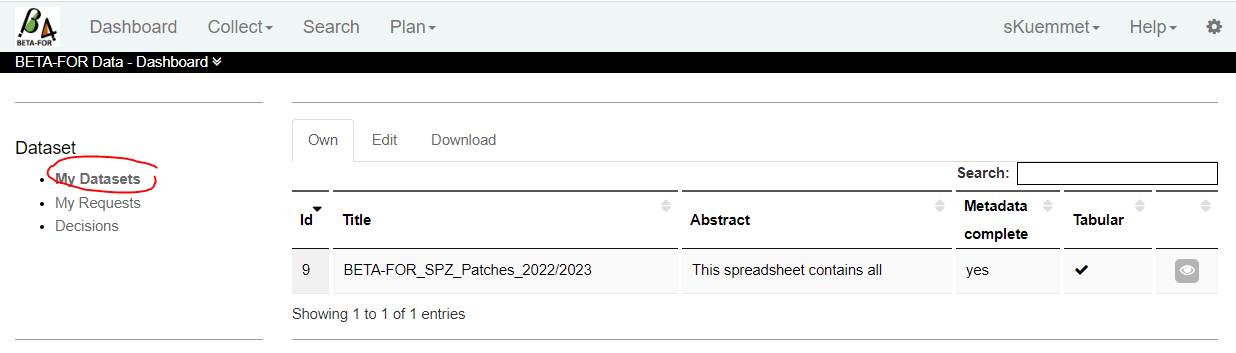 BETA-FOR
Dashboard Collect Search Plan sKuemmet Help
BETA-FOR Data - Dashboard
Dataset
My Datasets
My Requests
Decisions
Own Edit Download
Search:
Id Title Abstract Metadata complete Tabular
9 BETA-FOR_SPZ_Patches_2022/2023 This spreadsheet contains all yes
Showing 1 to 1 of 1 entries